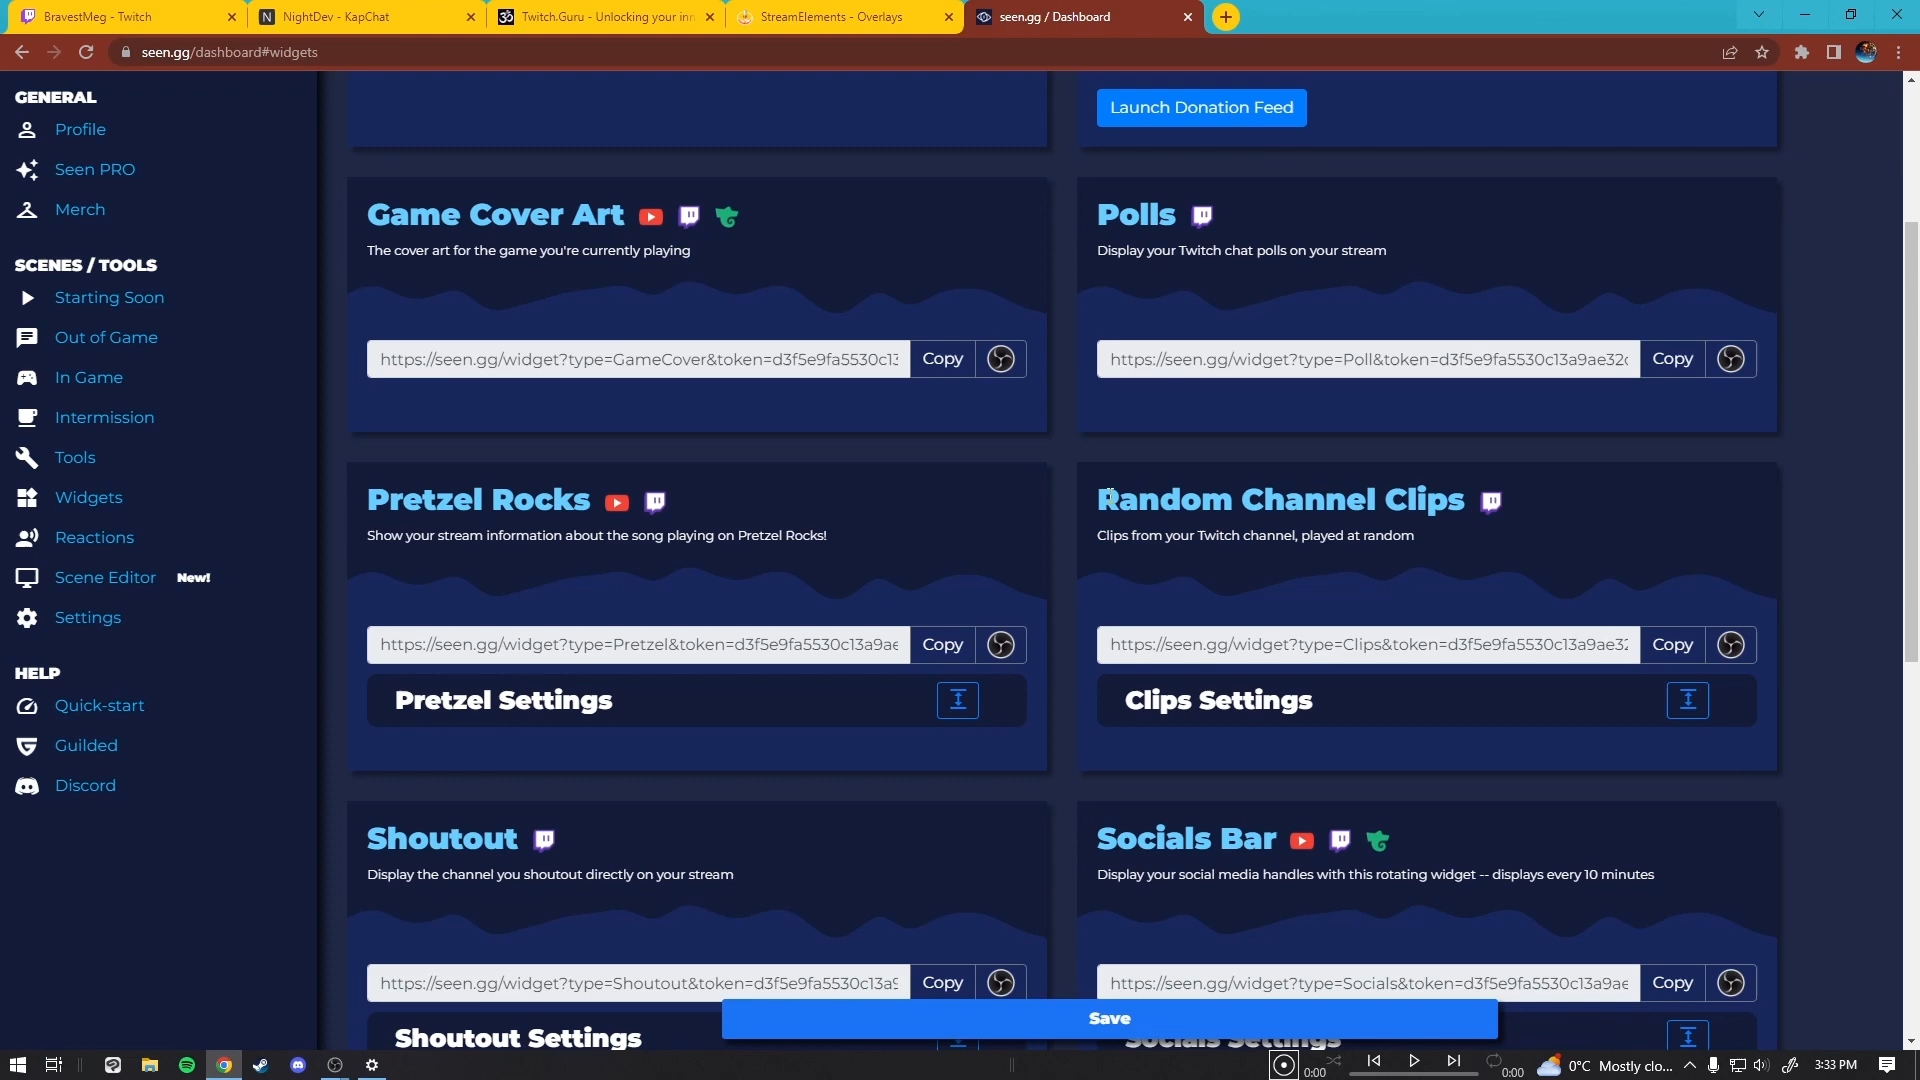 BravestMeg - Twitch
NightDev - KapChat
Twitch.Guru - Unlocking your inn
StreamElements - Overlays
seen.gg / Dashboard
seen.gg/dashboard#widgets
GENERAL
Profile
Seen PRO
Merch
SCENES / TOOLS
Starting Soon
Out of Game
In Game
Intermission
Tools
Widgets
Reactions
Scene Editor New!
Settings
HELP
Quick-start
Guilded
Discord
Launch Donation Feed
Game Cover Art
The cover art for the game you're currently playing
https://seen.gg/widget?type=GameCover&token=d3f5e9fa5530c13
Copy
Polls
Display your Twitch chat polls on your stream
https://seen.gg/widget?type=Poll&token=d3f5e9fa5530c13a9ae32c
Copy
Pretzel Rocks
Show your stream information about the song playing on Pretzel Rocks!
https://seen.gg/widget?type=Pretzel&token=d3f5e9fa5530c13a9ae
Copy
Pretzel Settings
Random Channel Clips
Clips from your Twitch channel, played at random
https://seen.gg/widget?type=Clips&token=d3f5e9fa5530c13a9ae32
Copy
Clips Settings
Shoutout
Display the channel you shoutout directly on your stream
https://seen.gg/widget?type=Shoutout&token=d3f5e9fa5530c13a9
Copy
Shoutout Settings
Socials Bar
Display your social media handles with this rotating widget -- displays every 10 minutes
https://seen.gg/widget?type=Socials&token=d3f5e9fa5530c13a9ae
Copy
Socials Settings
Save
0:00
0:00
0°C Mostly clo...
3:33 PM